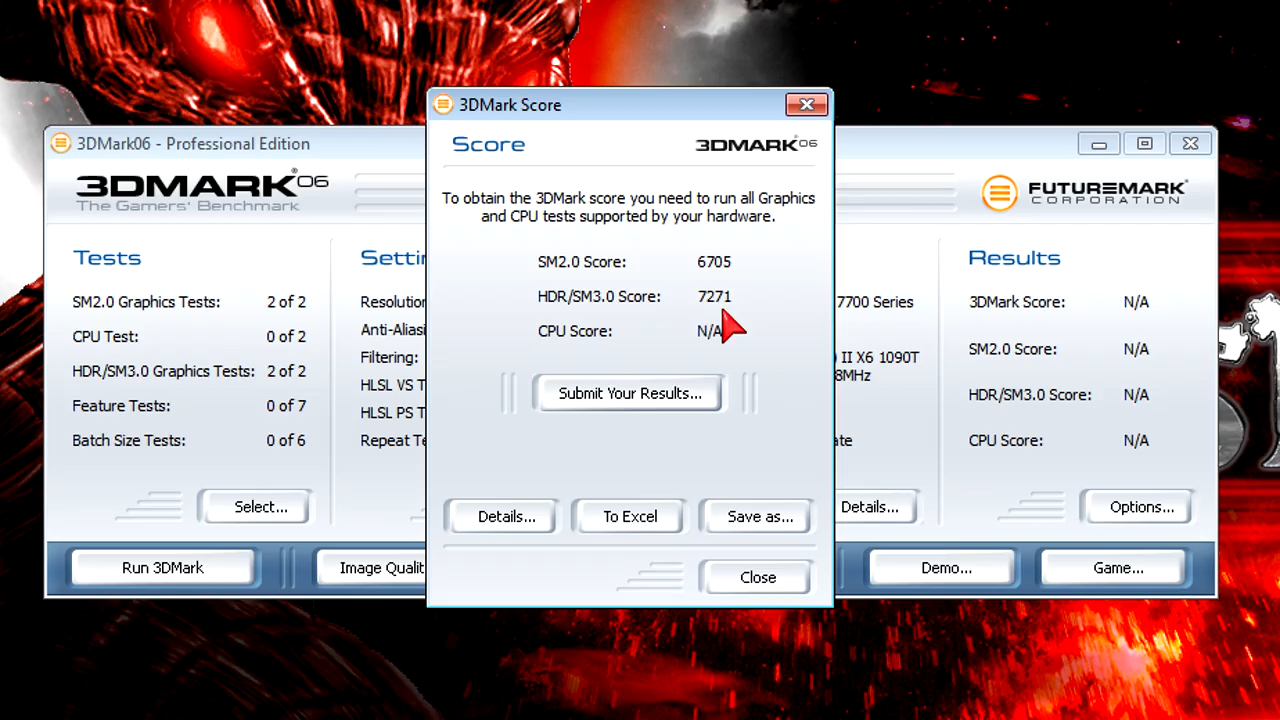 3DMark Score
Score
3DMARK®06
To obtain the 3DMark score you need to run all Graphics
and CPU tests supported by your hardware.
SM2.0 Score: 6705
HDR/SM3.0 Score: 7271
CPU Score: N/A
Submit Your Results...
Details... To Excel Save as...
Close
3DMark06 - Professional Edition
3DMARK®06
The Gamers' Benchmark
FUTUREMARK®
CORPORATION
Tests
SM2.0 Graphics Tests: 2 of 2
CPU Test: 0 of 2
HDR/SM3.0 Graphics Tests: 2 of 2
Feature Tests: 0 of 7
Batch Size Tests: 0 of 6
Select...
Setti
Resolution
Anti-Aliasi
Filtering:
HLSL VS T
HLSL PS T
Repeat Te
7700 Series
II X6 1090T
8MHz
ate
Details...
Results
3DMark Score: N/A
SM2.0 Score: N/A
HDR/SM3.0 Score: N/A
CPU Score: N/A
Options...
Run 3DMark
Image Qualit
Demo...
Game...